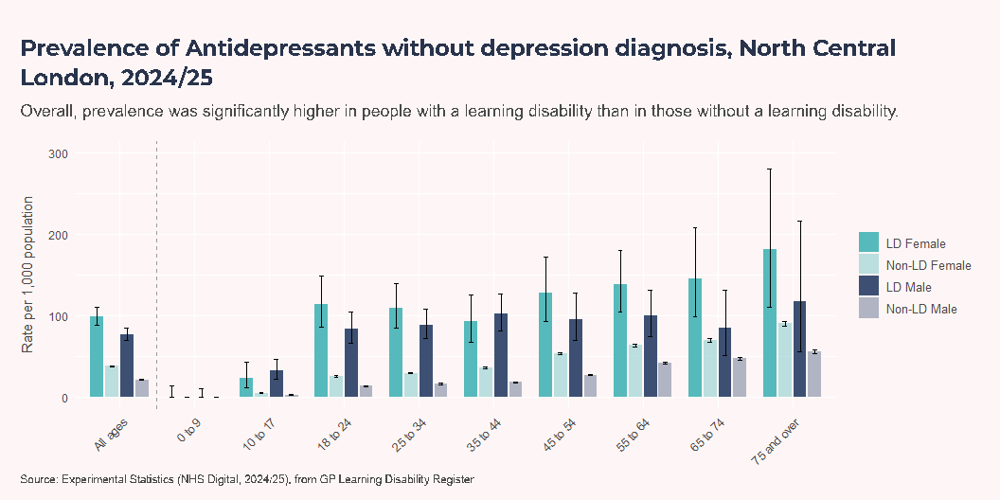 Prevalence of Antidepressants without depression diagnosis, North Central
London, 2024/25
Overall, prevalence was significantly higher in people with a learning disability than in those without a learning disability.
Rate per 1,000 population
300
200
100
0
All ages
0 to 9
10 to 17
18 to 24
25 to 34
35 to 44
45 to 54
55 to 64
65 to 74
75 and over
LD Female
Non-LD Female
LD Male
Non-LD Male
Source: Experimental Statistics (NHS Digital, 2024/25), from GP Learning Disability Register